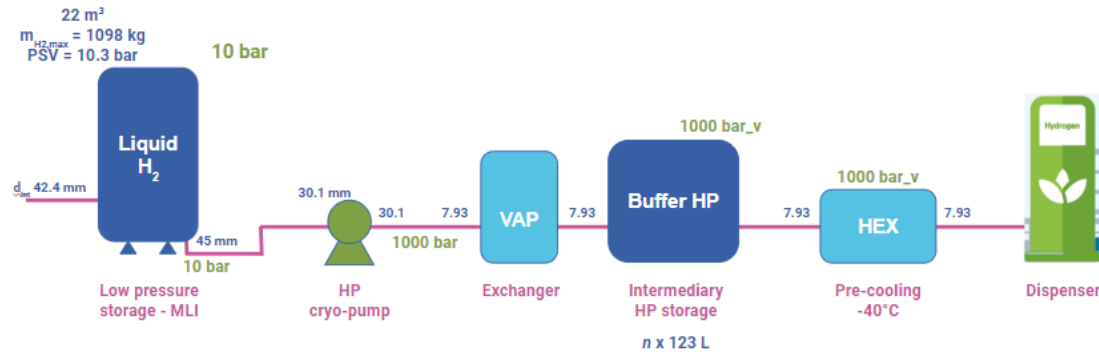 22 m³
m_H2,max = 1098 kg
PSV = 10.3 bar
10 bar
Liquid
H₂
d_int 42.4 mm
45 mm
10 bar
Low pressure
storage - MLI
30.1 mm
30.1
7.93
1000 bar
HP
cryo-pump
VAP
7.93
Exchanger
1000 bar_v
Buffer HP
Intermediary
HP storage
n x 123 L
7.93
1000 bar_v
HEX
7.93
Pre-cooling
-40°C
Hydrogen
Dispenser